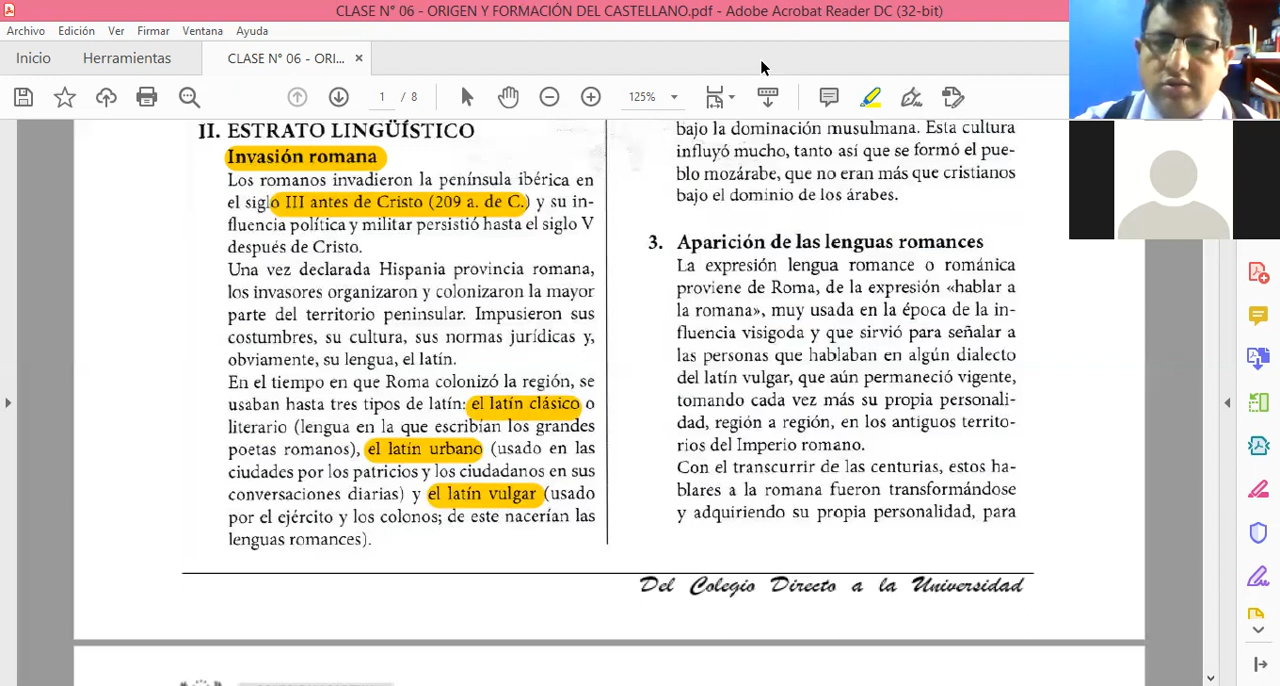 CLASE N° 06 - ORIGEN Y FORMACIÓN DEL CASTELLANO.pdf - Adobe Acrobat Reader DC (32-bit)
Archivo Edición Ver Firmar Ventana Ayuda
Inicio Herramientas CLASE N° 06 - ORI... ×
1 / 8 125%
II. ESTRATO LINGÜÍSTICO
Invasión romana
Los romanos invadieron la península ibérica en
el siglo III antes de Cristo (209 a. de C.) y su in-
fluencia política y militar persistió hasta el siglo V
después de Cristo.
Una vez declarada Hispania provincia romana,
los invasores organizaron y colonizaron la mayor
parte del territorio peninsular. Impusieron sus
costumbres, su cultura, sus normas jurídicas y,
obviamente, su lengua, el latín.
En el tiempo en que Roma colonizó la región, se
usaban hasta tres tipos de latín: el latín clásico o
literario (lengua en la que escribían los grandes
poetas romanos), el latín urbano (usado en las
ciudades por los patricios y los ciudadanos en sus
conversaciones diarias) y el latín vulgar (usado
por el ejército y los colonos; de este nacerían las
lenguas romances).
bajo la dominación musulmana. Esta cultura
influyó mucho, tanto así que se formó el pue-
blo mozárabe, que no eran más que cristianos
bajo el dominio de los árabes.
3. Aparición de las lenguas romances
La expresión lengua romance o románica
proviene de Roma, de la expresión «hablar a
la romana», muy usada en la época de la in-
fluencia visigoda y que sirvió para señalar a
las personas que hablaban en algún dialecto
del latín vulgar, que aún permaneció vigente,
tomando cada vez más su propia personali-
dad, región a región, en los antiguos territo-
rios del Imperio romano.
Con el transcurrir de las centurias, estos ha-
blares a la romana fueron transformándose
y adquiriendo su propia personalidad, para
Del Colegio Directo a la Universidad